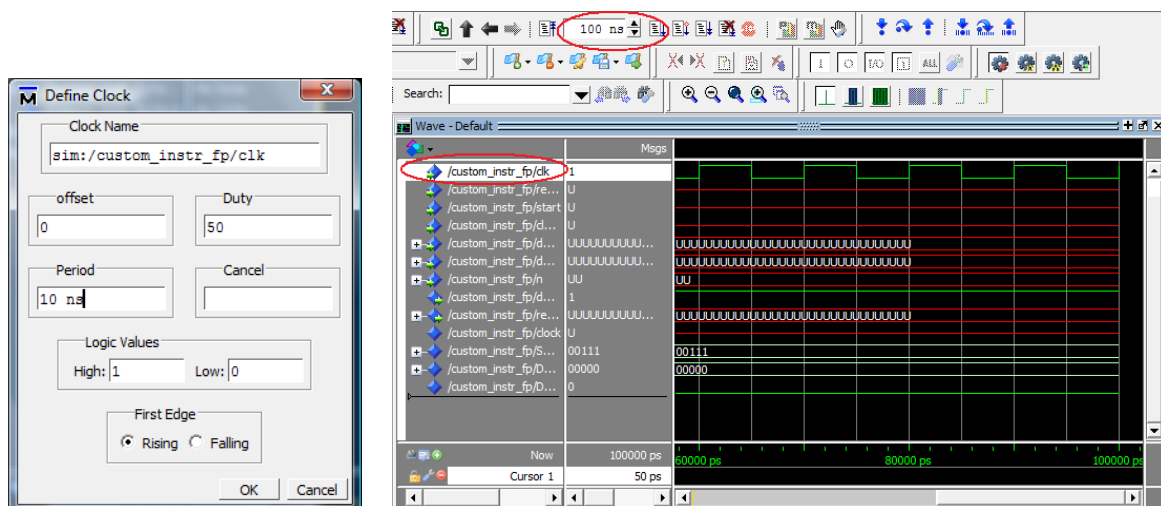 Define Clock
Clock Name
sim:/custom_instr_fp/clk
offset
Duty
0
50
Period
Cancel
10 ns
Logic Values
High: 1 Low: 0
First Edge
Rising Falling
OK Cancel
100 ns
ALL
Search:
Wave - Default
Msgs
/custom_instr_fp/clk 1
/custom_instr_fp/re... U
/custom_instr_fp/start U
/custom_instr_fp/cl... U
/custom_instr_fp/d... UUUUUUUUUU... UUUUUUUUUUUUUUUUUUUUUUUUUUUUUUUU
/custom_instr_fp/d... UUUUUUUUUU... UUUUUUUUUUUUUUUUUUUUUUUUUUUUUUUU
/custom_instr_fp/n UU UU
/custom_instr_fp/d... 1
/custom_instr_fp/re... UUUUUUUUUU... UUUUUUUUUUUUUUUUUUUUUUUUUUUUUUUU
/custom_instr_fp/clock U
/custom_instr_fp/S... 00111 00111
/custom_instr_fp/D... 00000 00000
/custom_instr_fp/D... 0
Now 100000 ps 60000 ps 80000 ps 100000 ps
Cursor 1 50 ps